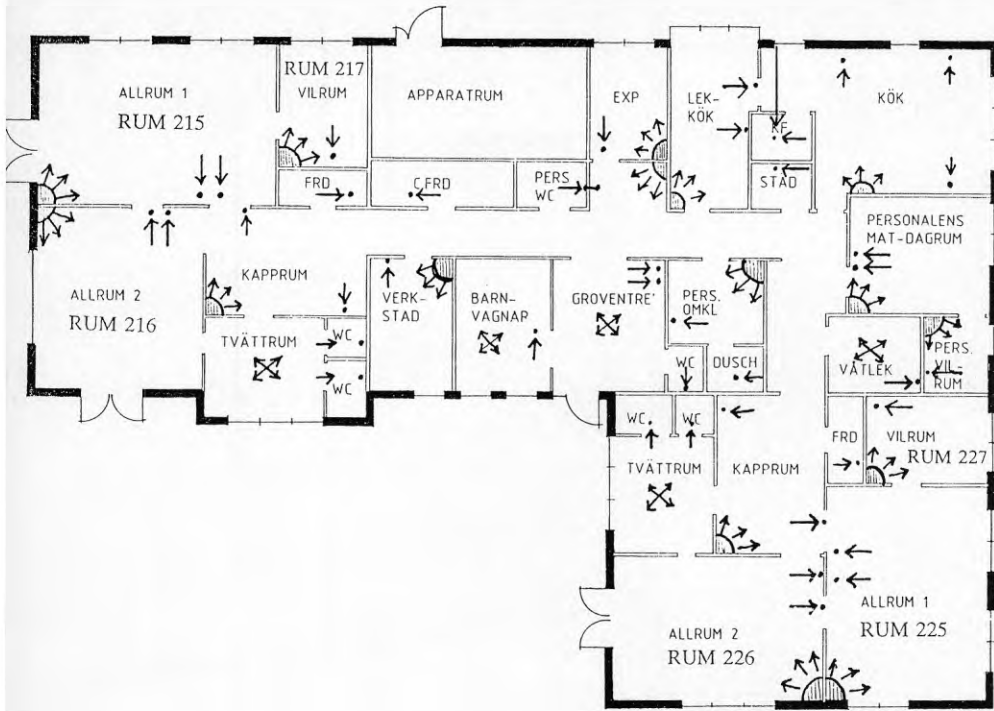 RUM 217
VILRUM
ALLRUM 1
RUM 215
APPARATRUM
EXP
LEK-
KÖK
KÖK
KF
FRD
C.FRD
PERS
WC
STÄD
PERSONALENS
MAT-DAGRUM
ALLRUM 2
RUM 216
KAPPRUM
VERK-
STAD
BARN-
VAGNAP
GROVENTRE'
PERS.
OMKL
TVÄTTRUM
WC
WC
WC
DUSCH
VÅTLEK
PERS.
VIL-
RUM
WC
WC
TVÄTTRUM
KAPPRUM
FRD
VILRUM
RUM 227
ALLRUM 2
RUM 226
ALLRUM 1
RUM 225